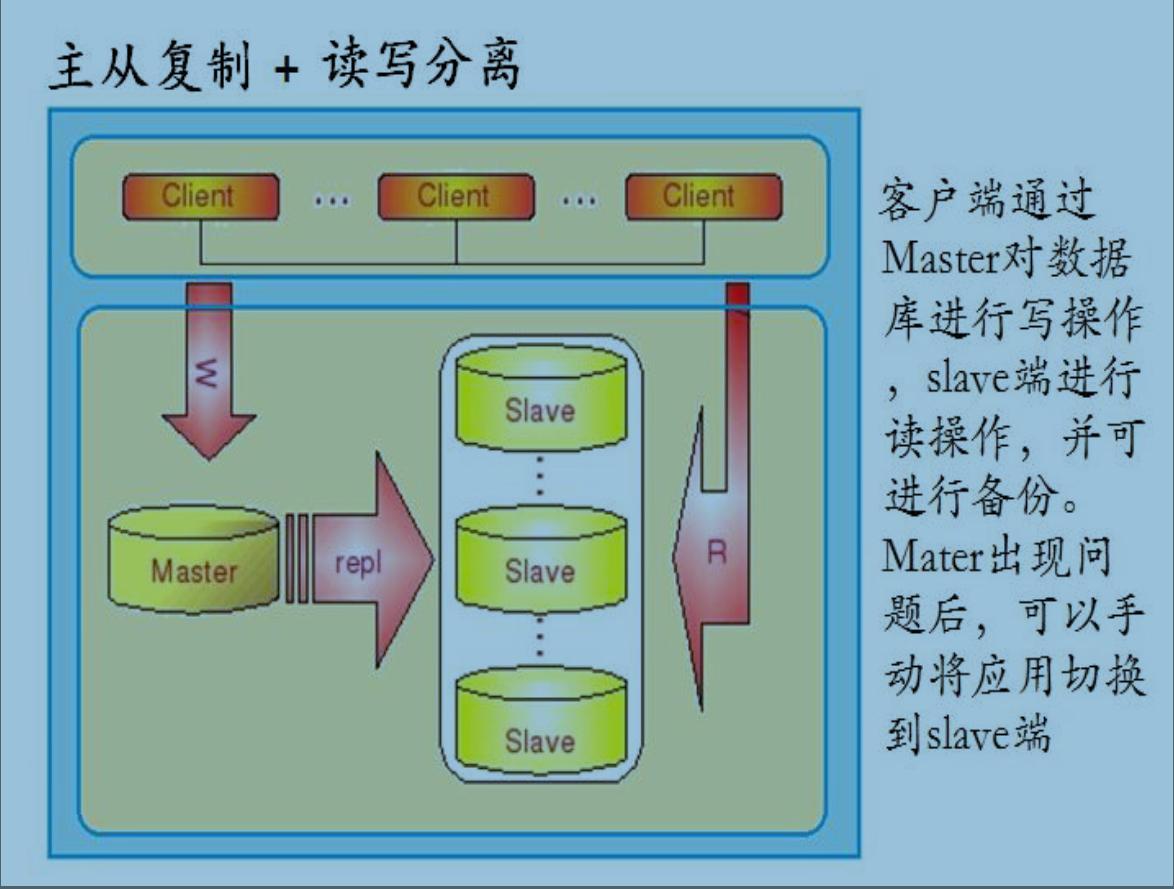 主从复制 + 读写分离
Client ... Client ... Client
客户端通过
Master对数据
库进行写操作
，slave端进行
读操作，并可
进行备份。
Mater出现问
题后，可以手
动将应用切换
到slave端
W
Slave
Master
repl
Slave
R
Slave